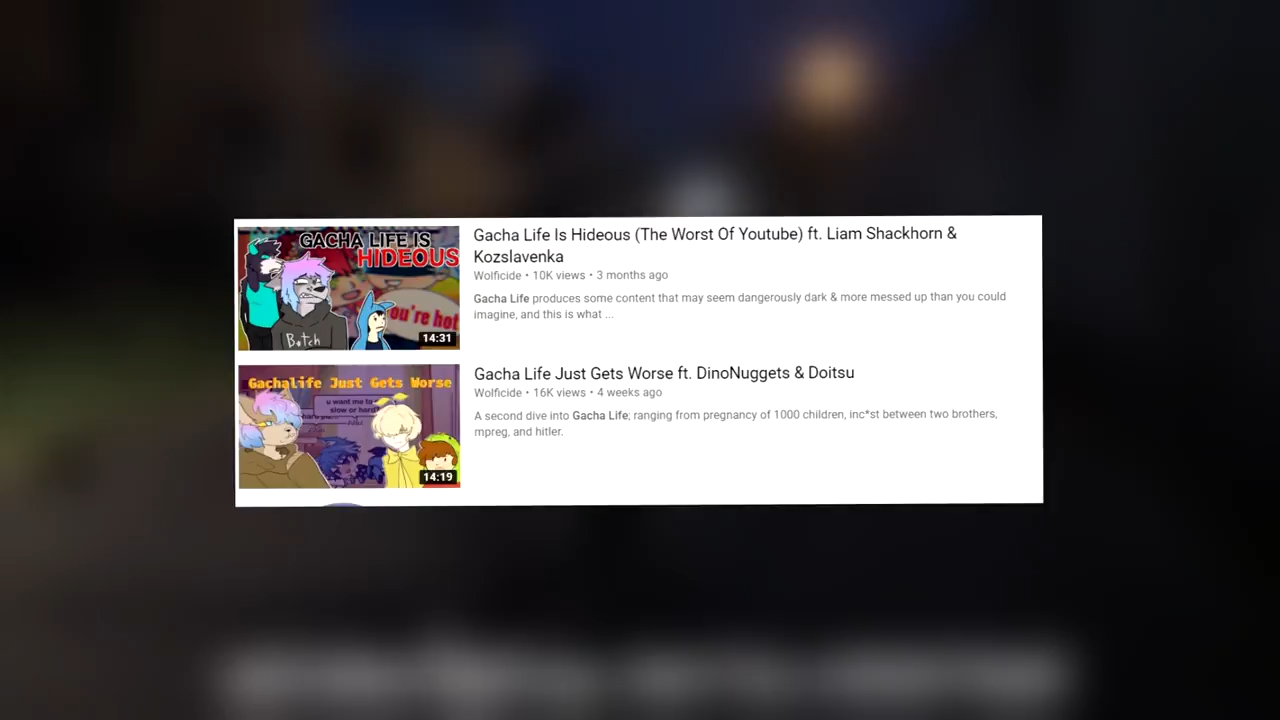 GACHA LIFE IS
HIDEOUS
ou're hot
B*tch
14:31
Gacha Life Is Hideous (The Worst Of Youtube) ft. Liam Shackhorn &
Kozslavenka
Wolficide • 10K views • 3 months ago
Gacha Life produces some content that may seem dangerously dark & more messed up than you could
imagine, and this is what ...
Gachalife Just Gets Worse
u want me to
slow or hard
14:19
Gacha Life Just Gets Worse ft. DinoNuggets & Doitsu
Wolficide • 16K views • 4 weeks ago
A second dive into Gacha Life; ranging from pregnancy of 1000 children, inc*st between two brothers,
mpreg, and hitler.